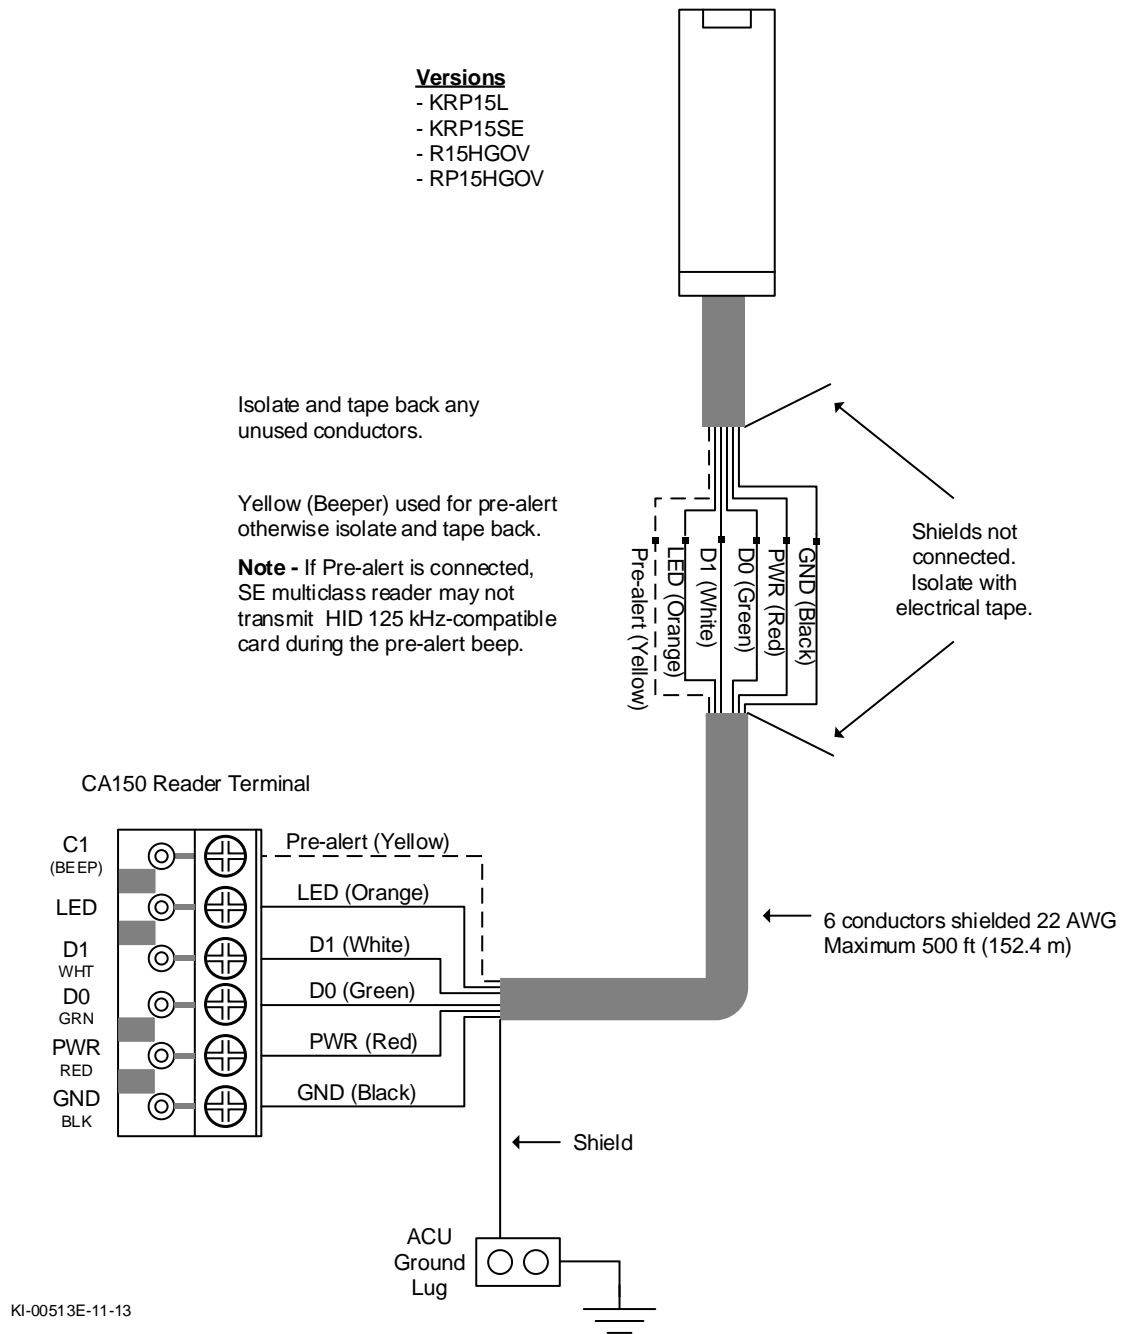 Versions
- KRP15L
- KRP15SE
- R15HGOV
- RP15HGOV
Isolate and tape back any
unused conductors.
Yellow (Beeper) used for pre-alert
otherwise isolate and tape back.
Note - If Pre-alert is connected,
SE multiclass reader may not
transmit HID 125 kHz-compatible
card during the pre-alert beep.
Pre-alert (Yellow)
LED (Orange)
D1 (White)
D0 (Green)
PWR (Red)
GND (Black)
Shields not
connected.
Isolate with
electrical tape.
CA150 Reader Terminal
C1
(BEEP)
LED
D1
WHT
D0
GRN
PWR
RED
GND
BLK
Pre-alert (Yellow)
LED (Orange)
D1 (White)
D0 (Green)
PWR (Red)
GND (Black)
6 conductors shielded 22 AWG
Maximum 500 ft (152.4 m)
Shield
ACU
Ground
Lug
KI-00513E-11-13